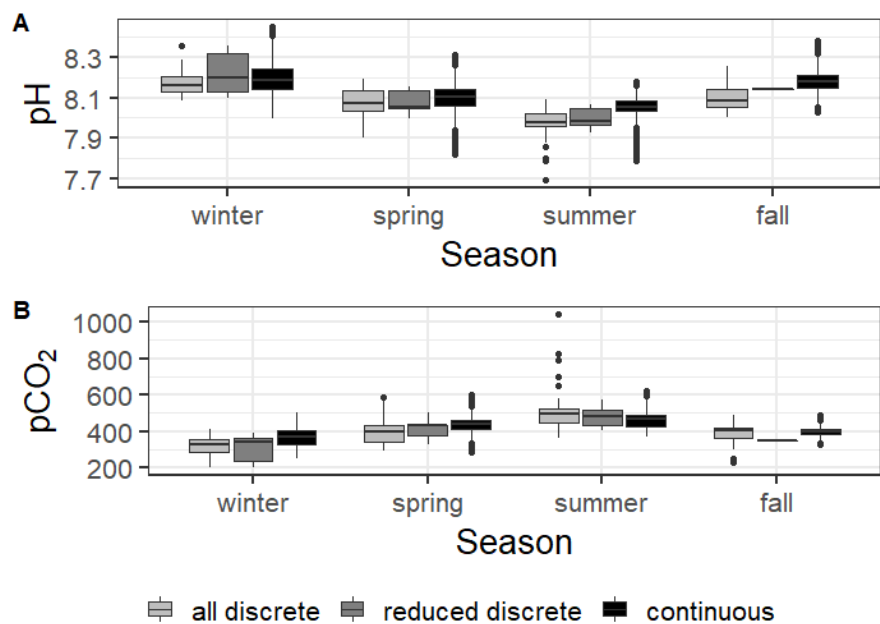 A
pH
8.3
8.1
7.9
7.7
winter spring summer fall
Season
B
pCO₂
1000
800
600
400
200
winter spring summer fall
Season
all discrete reduced discrete continuous